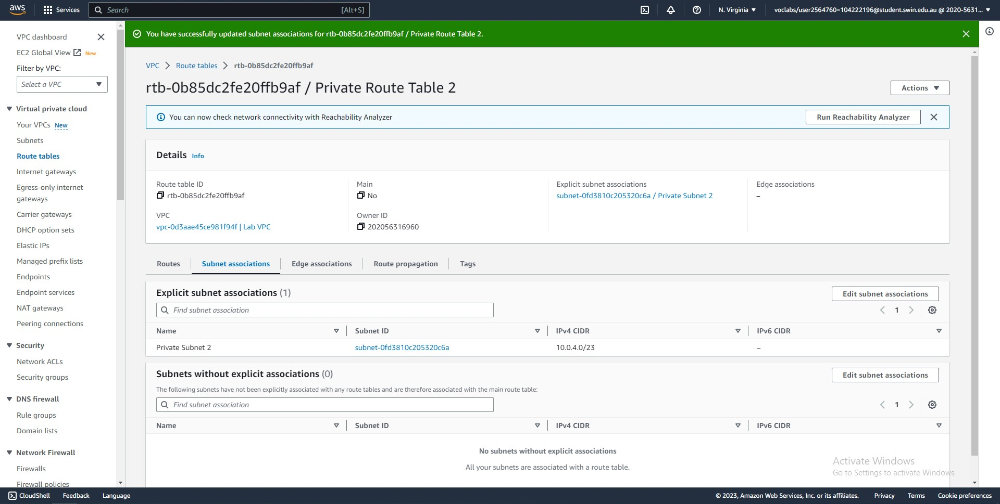 aws
Services
Search [Alt+S]
N. Virginia
voclabs/user2564760=104222196@student.swin.edu.au @ 2020-5631...
VPC dashboard
EC2 Global View New
Filter by VPC:
Select a VPC
Virtual private cloud
Your VPCs New
Subnets
Route tables
Internet gateways
Egress-only internet
gateways
Carrier gateways
DHCP option sets
Elastic IPs
Managed prefix lists
Endpoints
Endpoint services
NAT gateways
Peering connections
Security
Network ACLs
Security groups
DNS firewall
Rule groups
Domain lists
Network Firewall
Firewalls
Firewall policies
You have successfully updated subnet associations for rtb-0b85dc2fe20ffb9af / Private Route Table 2.
VPC > Route tables > rtb-0b85dc2fe20ffb9af
rtb-0b85dc2fe20ffb9af / Private Route Table 2
Actions
You can now check network connectivity with Reachability Analyzer
Run Reachability Analyzer
Details Info
Route table ID
rtb-0b85dc2fe20ffb9af
Main
No
Explicit subnet associations
subnet-0fd3810c205320c6a / Private Subnet 2
Edge associations
–
VPC
vpc-0d3aae45ce981f94f | Lab VPC
Owner ID
202056316960
Routes Subnet associations Edge associations Route propagation Tags
Explicit subnet associations (1)
Edit subnet associations
Find subnet association
1
Name Subnet ID IPv4 CIDR IPv6 CIDR
Private Subnet 2 subnet-0fd3810c205320c6a 10.0.4.0/23 –
Subnets without explicit associations (0)
Edit subnet associations
The following subnets have not been explicitly associated with any route tables and are therefore associated with the main route table:
Find subnet association
1
Name Subnet ID IPv4 CIDR IPv6 CIDR
No subnets without explicit associations
All your subnets are associated with a route table.
Activate Windows
Go to Settings to activate Windows.
CloudShell Feedback Language
© 2023, Amazon Web Services, Inc. or its affiliates. Privacy Terms Cookie preferences